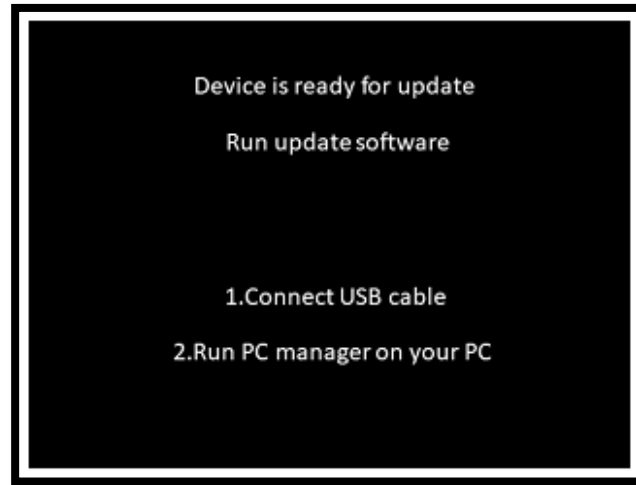 Device is ready for update
Run update software
1.Connect USB cable
2.Run PC manager on your PC